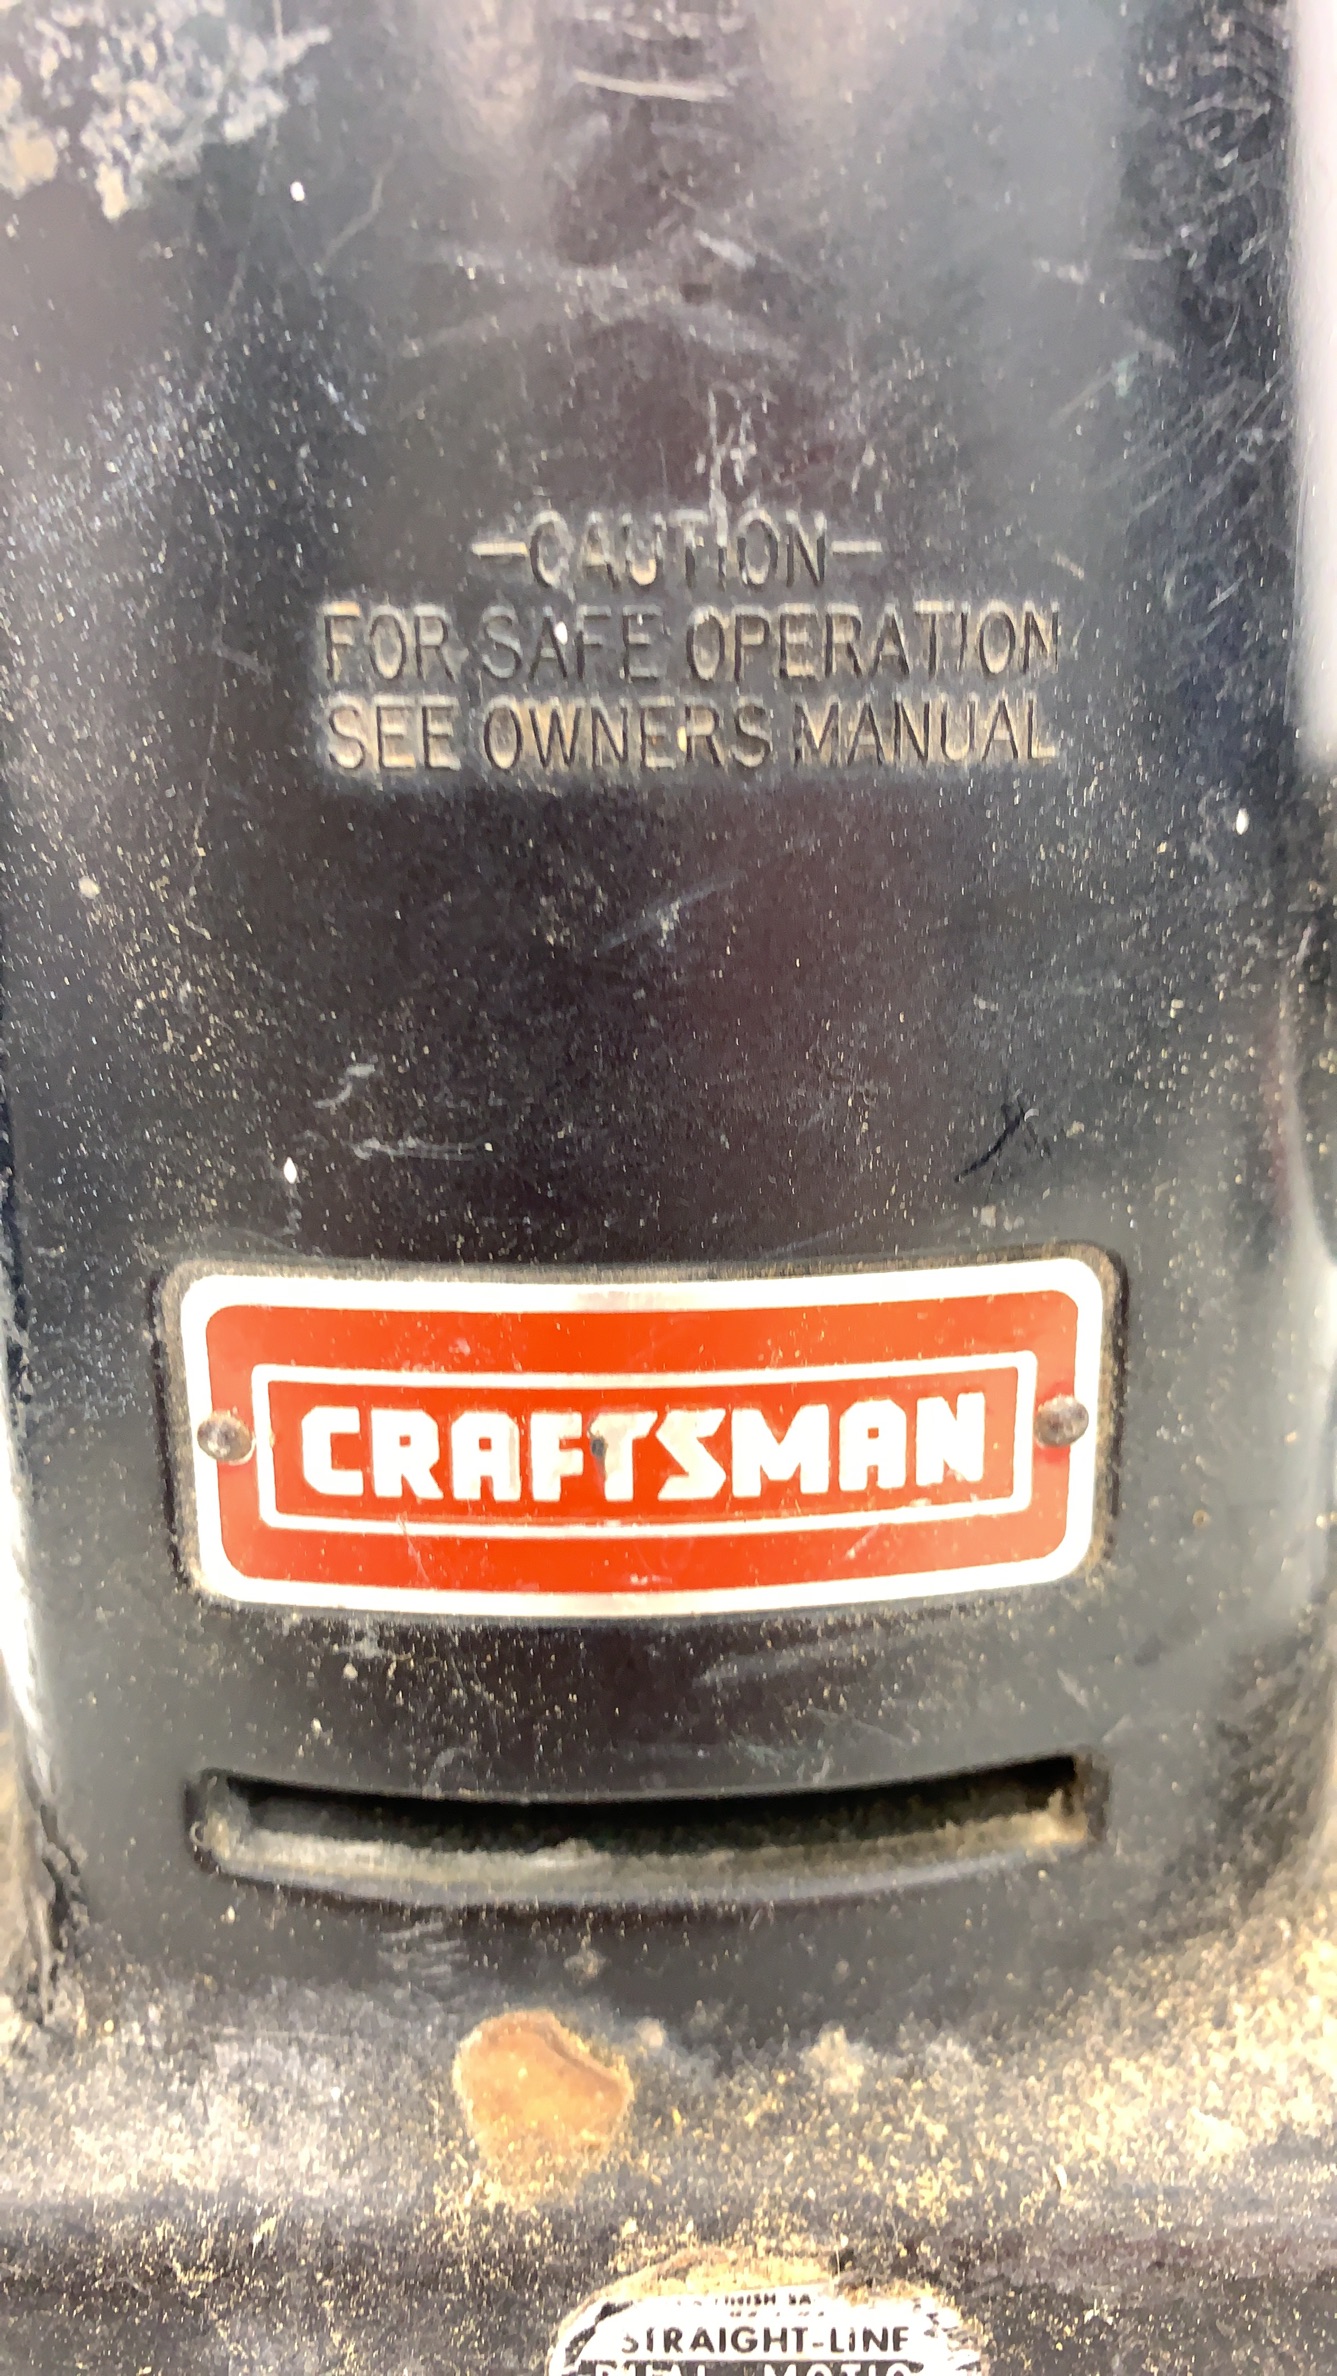 -CAUTION-
FOR SAFE OPERATION
SEE OWNERS MANUAL
CRAFTSMAN
STRAIGHT-LINE